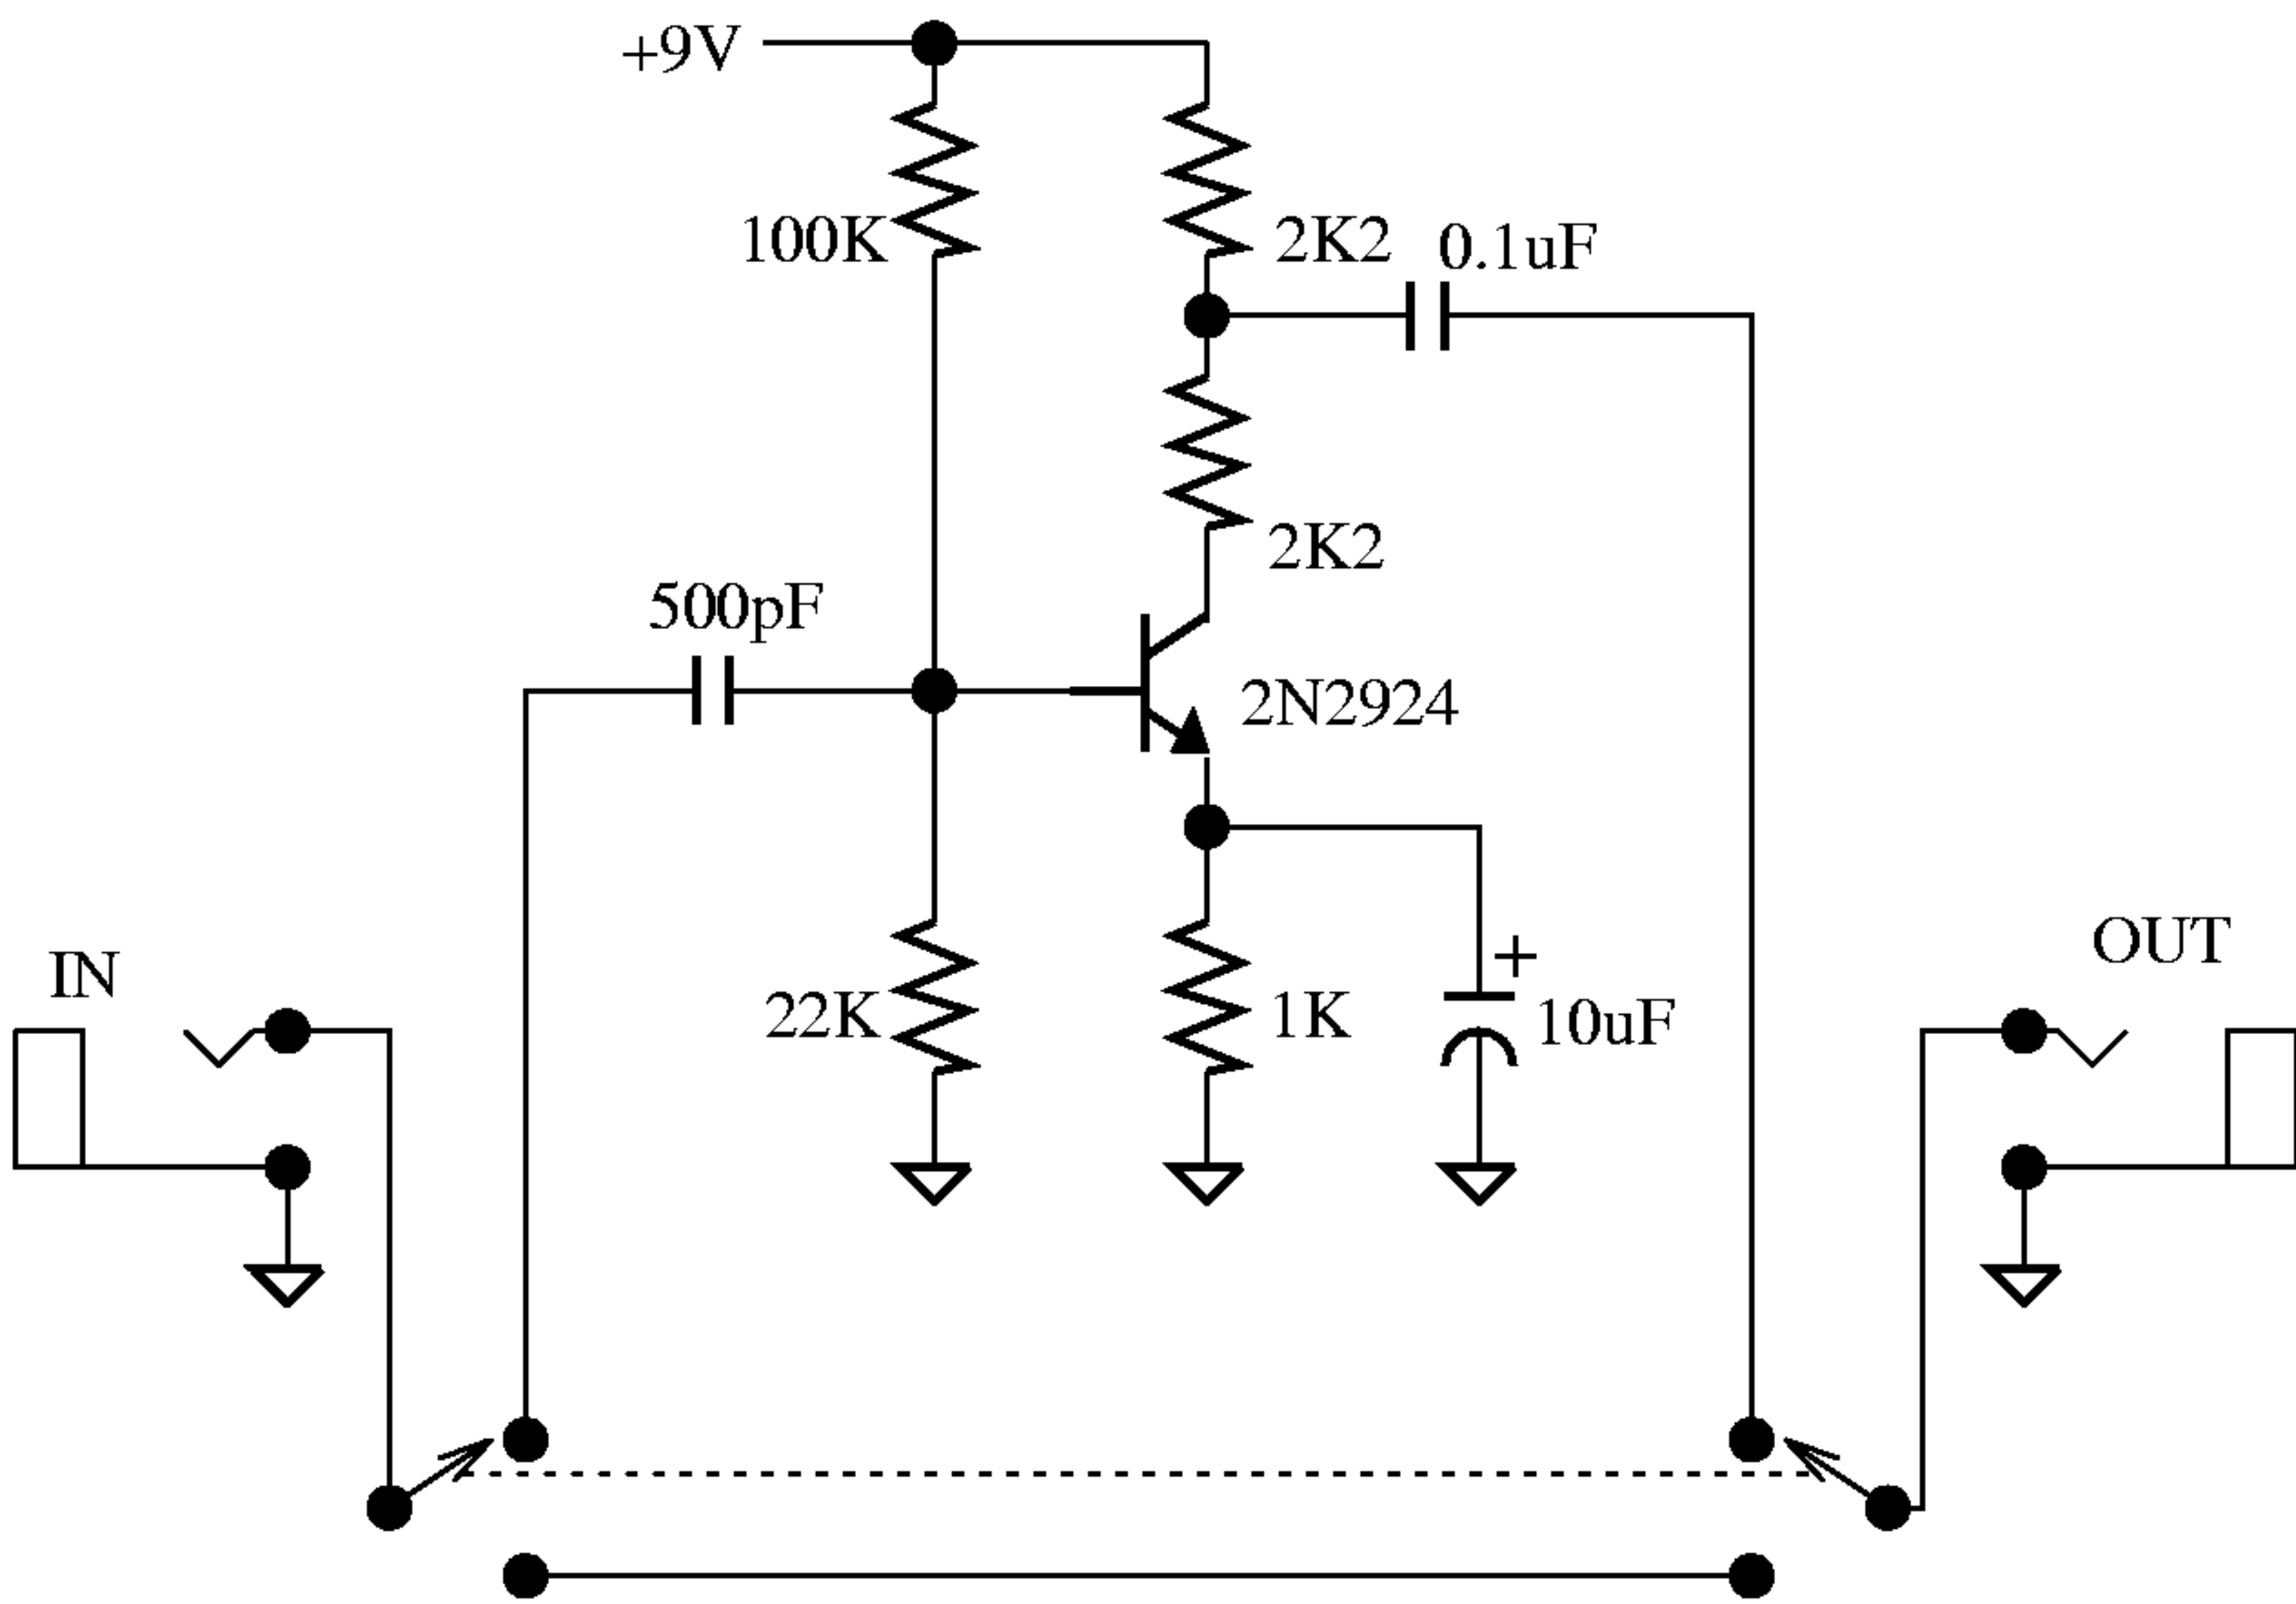 +9V
100K
2K2
0.1uF
2K2
500pF
2N2924
IN
22K
1K
+
10uF
OUT